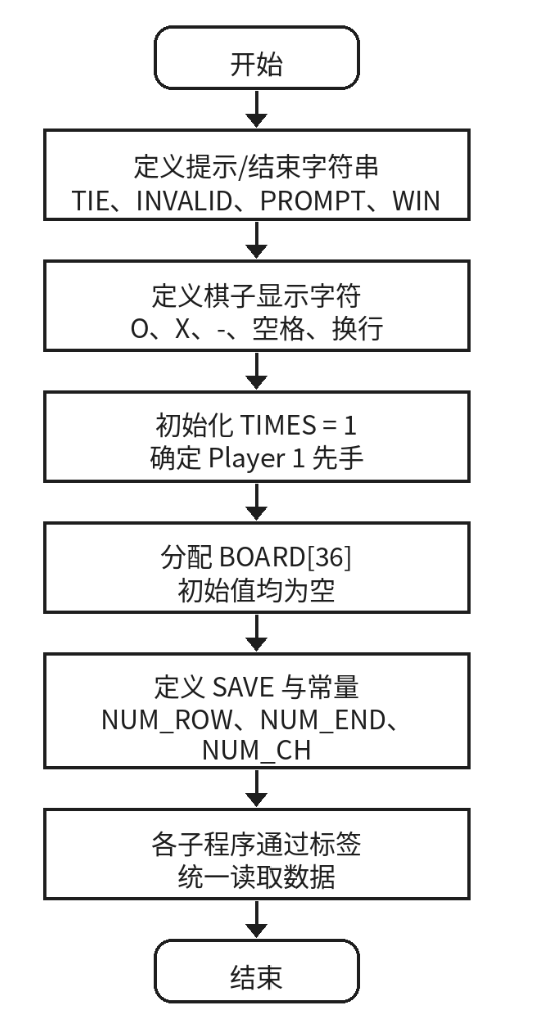 开始
定义提示/结束字符串
TIE、INVALID、PROMPT、WIN
定义棋子显示字符
O、X、-、空格、换行
初始化 TIMES = 1
确定 Player 1 先手
分配 BOARD[36]
初始值均为空
定义 SAVE 与常量
NUM_ROW、NUM_END、
NUM_CH
各子程序通过标签
统一读取数据
结束